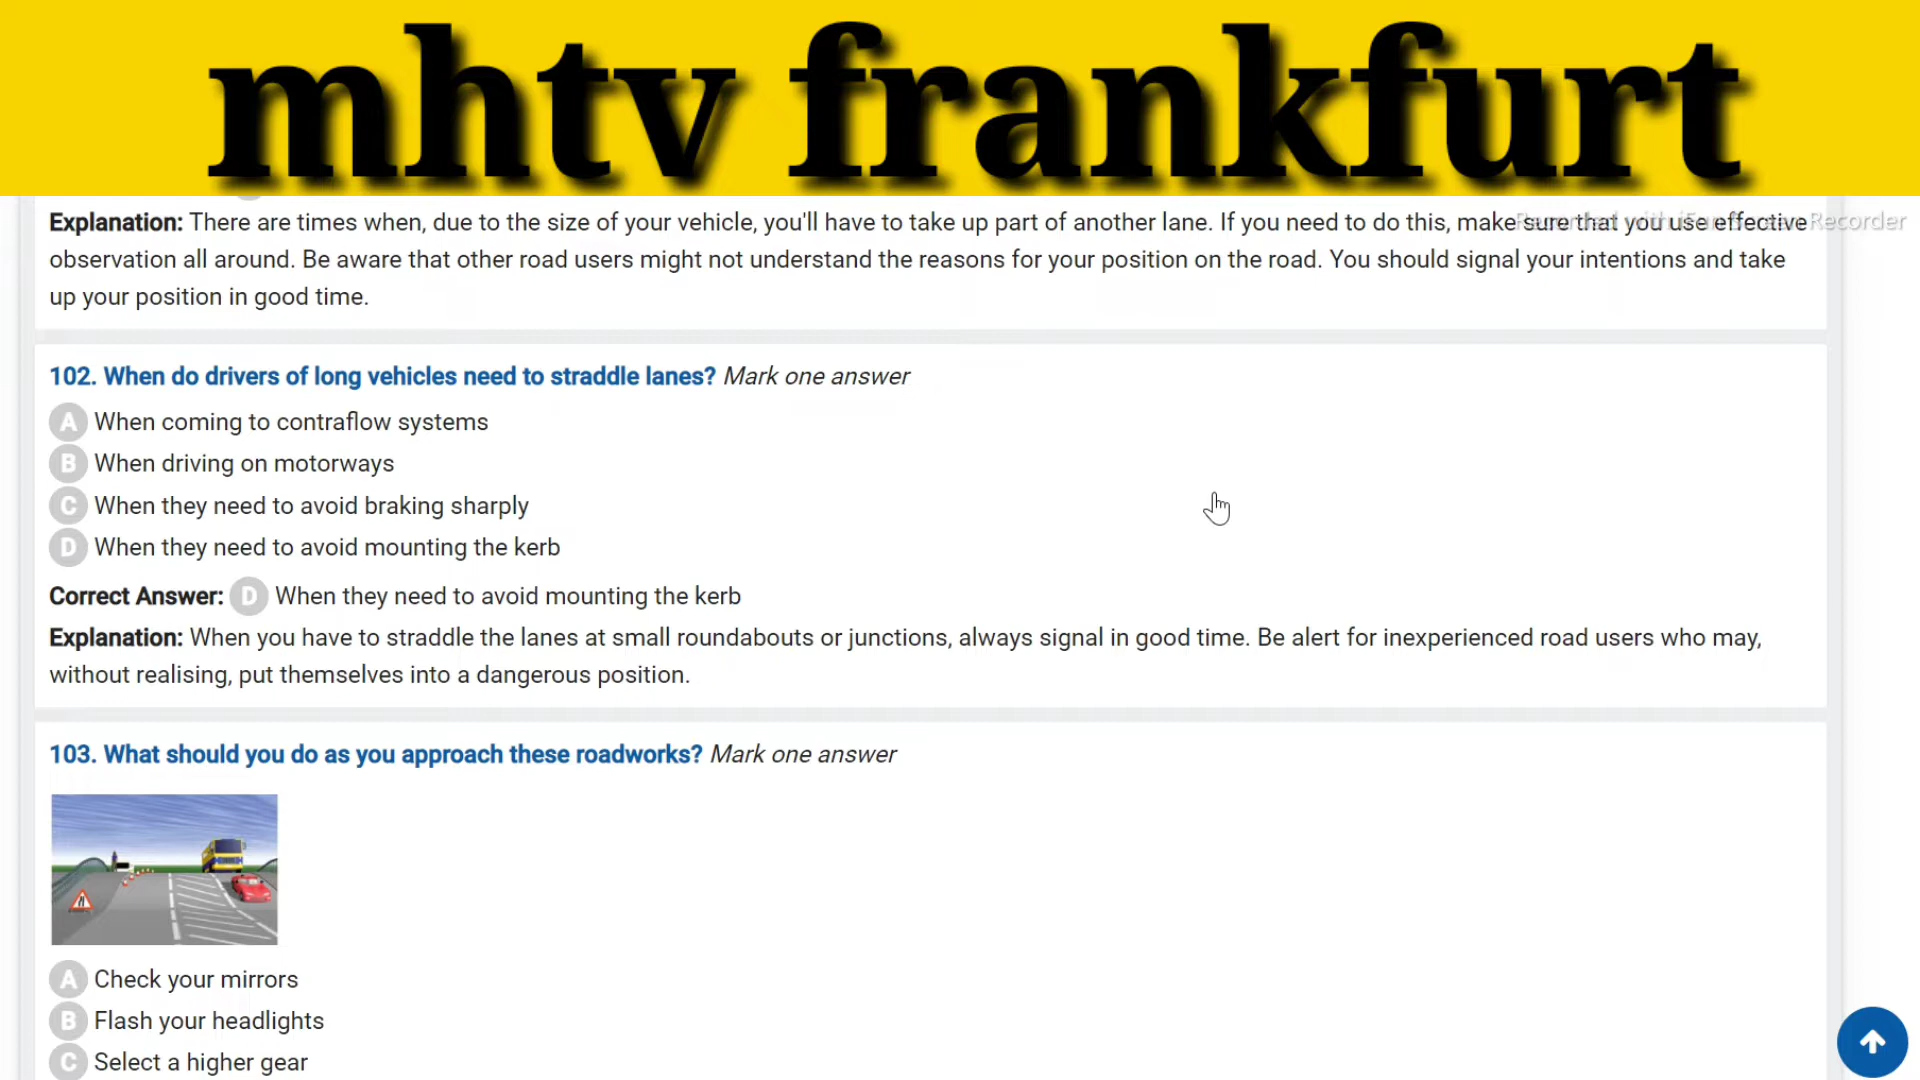 mhtv frankfurt
Explanation: There are times when, due to the size of your vehicle, you'll have to take up part of another lane. If you need to do this, make sure that you use effective
Recorded with iFun Screen Recorder
observation all around. Be aware that other road users might not understand the reasons for your position on the road. You should signal your intentions and take
up your position in good time.
102. When do drivers of long vehicles need to straddle lanes? Mark one answer
A When coming to contraflow systems
B When driving on motorways
C When they need to avoid braking sharply
D When they need to avoid mounting the kerb
Correct Answer: D When they need to avoid mounting the kerb
Explanation: When you have to straddle the lanes at small roundabouts or junctions, always signal in good time. Be alert for inexperienced road users who may,
without realising, put themselves into a dangerous position.
103. What should you do as you approach these roadworks? Mark one answer
A Check your mirrors
B Flash your headlights
C Select a higher gear